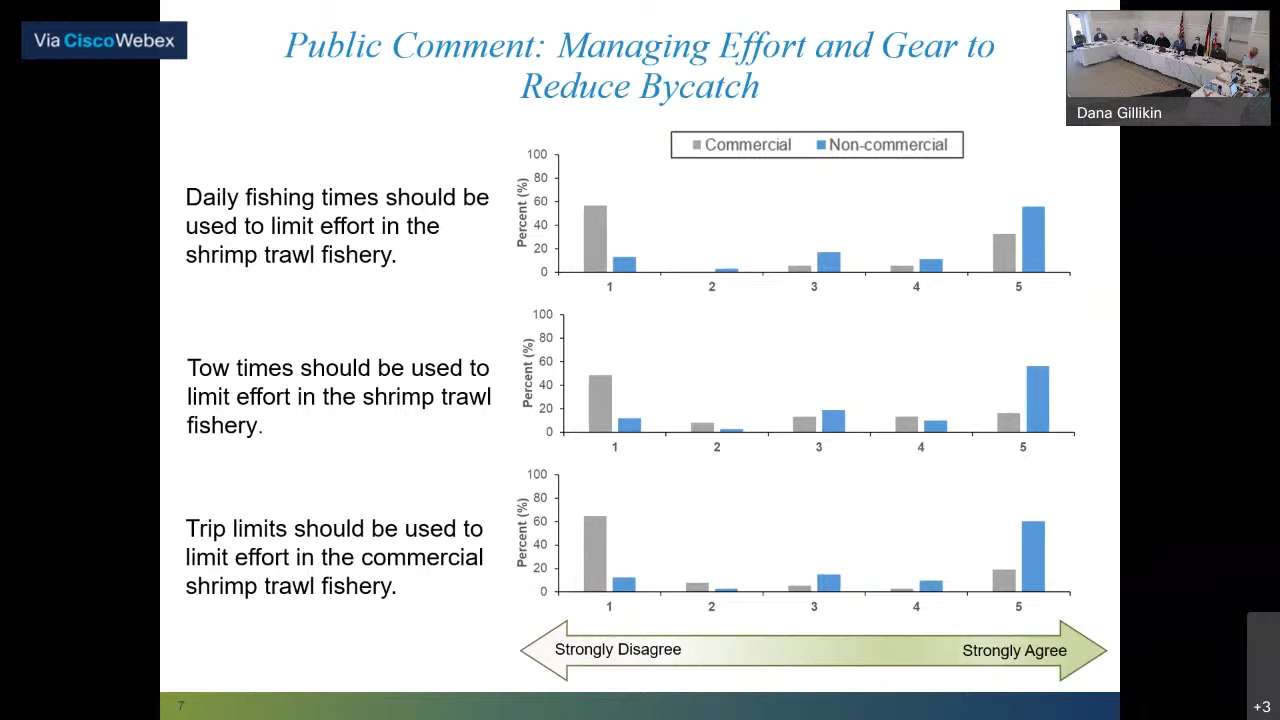 Via CiscoWebex
Public Comment: Managing Effort and Gear to
Reduce Bycatch
Dana Gillikin
Commercial Non-commercial
Daily fishing times should be
used to limit effort in the
shrimp trawl fishery.
Percent (%)
100
80
60
40
20
0
1 2 3 4 5
Tow times should be used to
limit effort in the shrimp trawl
fishery.
Percent (%)
100
80
60
40
20
0
1 2 3 4 5
Trip limits should be used to
limit effort in the commercial
shrimp trawl fishery.
Percent (%)
100
80
60
40
20
0
1 2 3 4 5
Strongly Disagree Strongly Agree
7
+3